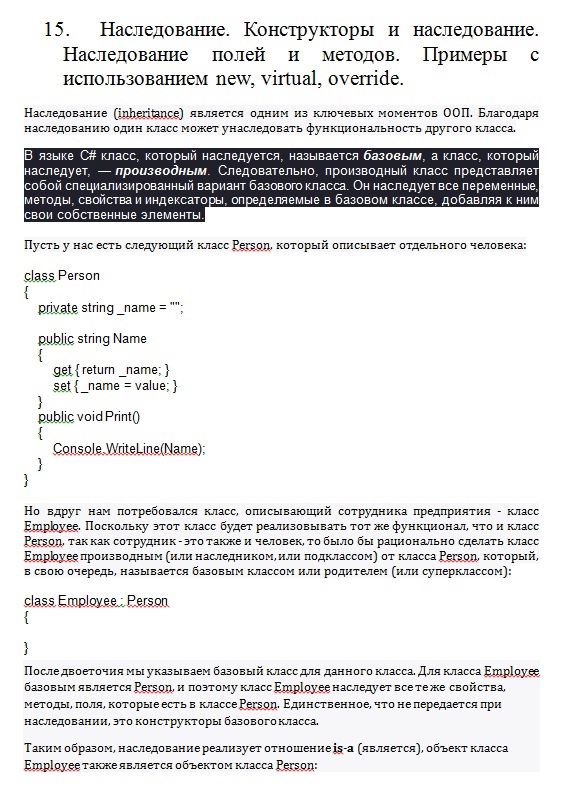 15. Наследование. Конструкторы и наследование.
Наследование полей и методов. Примеры с
использованием new, virtual, override.
Наследование (inheritance) является одним из ключевых моментов ООП. Благодаря
наследованию один класс может унаследовать функциональность другого класса.
В языке C# класс, который наследуется, называется базовым, а класс, который
наследует, — производным. Следовательно, производный класс представляет
собой специализированный вариант базового класса. Он наследует все переменные,
методы, свойства и индексаторы, определяемые в базовом классе, добавляя к ним
свои собственные элементы.
Пусть у нас есть следующий класс Person, который описывает отдельного человека:
class Person
{
private string _name = "";
public string Name
{
get { return _name; }
set { _name = value; }
}
public void Print()
{
Console.WriteLine(Name);
}
}
Но вдруг нам потребовался класс, описывающий сотрудника предприятия - класс
Employee. Поскольку этот класс будет реализовывать тот же функционал, что и класс
Person, так как сотрудник - это также и человек, то было бы рационально сделать класс
Employee производным (или наследником, или подклассом) от класса Person, который,
в свою очередь, называется базовым классом или родителем (или суперклассом):
class Employee : Person
{
}
После двоеточия мы указываем базовый класс для данного класса. Для класса Employee
базовым является Person, и поэтому класс Employee наследует все те же свойства,
методы, поля, которые есть в классе Person. Единственное, что не передается при
наследовании, это конструкторы базового класса.
Таким образом, наследование реализует отношение is-a (является), объект класса
Employee также является объектом класса Person: